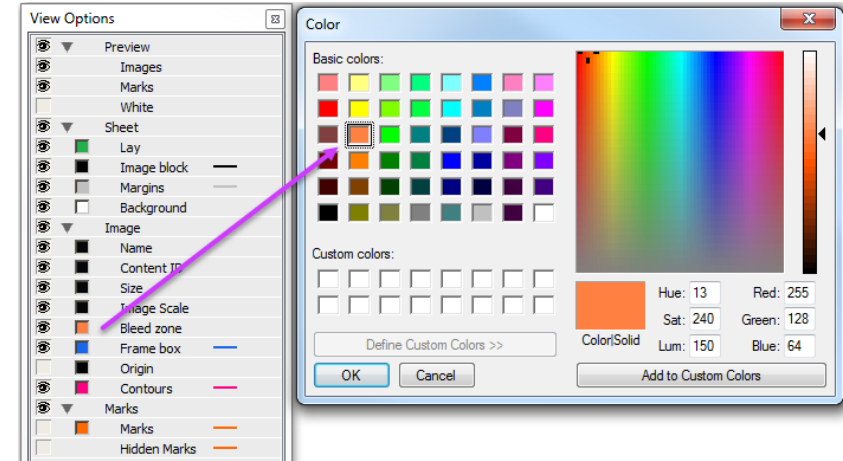 View Options
Preview
Images
Marks
White
Sheet
Lay
Image block
Margins
Background
Image
Name
Content ID
Size
Image Scale
Bleed zone
Frame box
Origin
Contours
Marks
Marks
Hidden Marks
Color
Basic colors:
Custom colors:
Define Custom Colors >>
OK
Cancel
Color|Solid
Hue: 13
Red: 255
Sat: 240
Green: 128
Lum: 150
Blue: 64
Add to Custom Colors